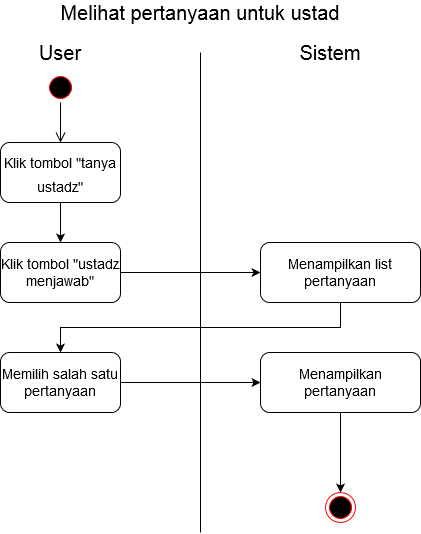 Melihat pertanyaan untuk ustad
User
Sistem
Klik tombol "tanya
ustadz"
Klik tombol "ustadz
menjawab"
Menampilkan list
pertanyaan
Memilih salah satu
pertanyaan
Menampilkan
pertanyaan